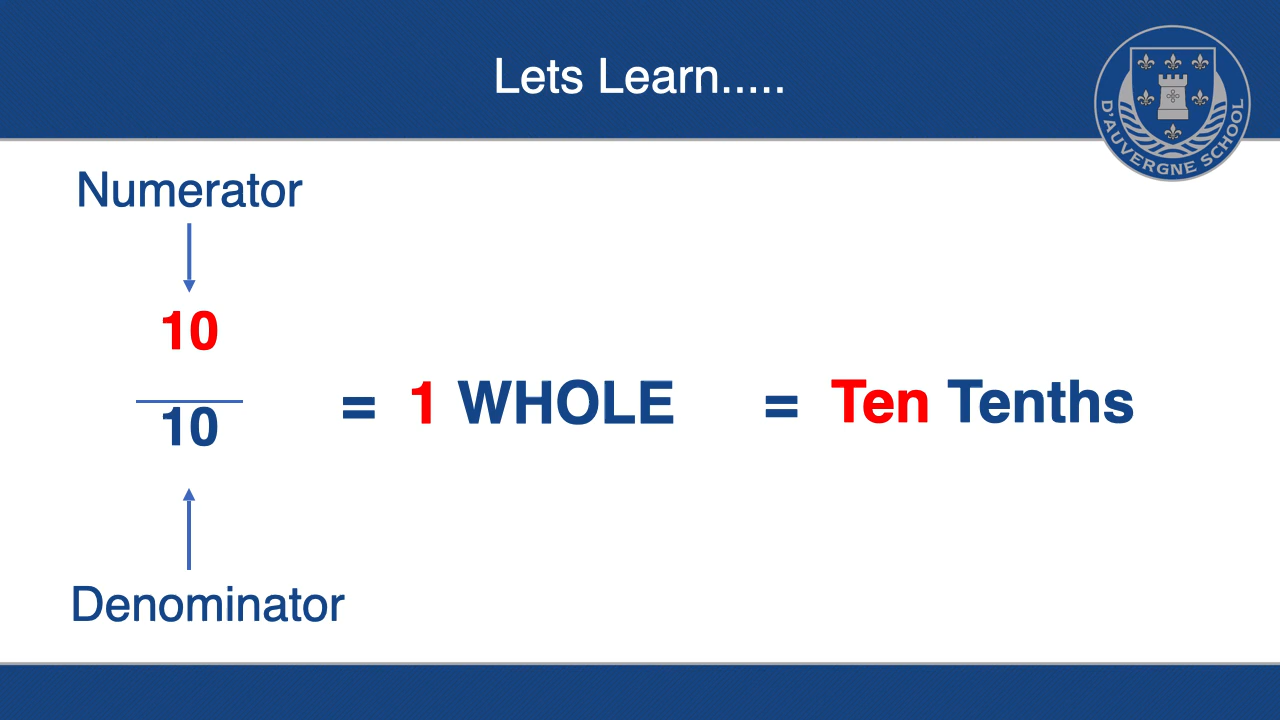 Lets Learn.....
D'AUVERGNE SCHOOL
Numerator
10
10
= 1 WHOLE = Ten Tenths
Denominator